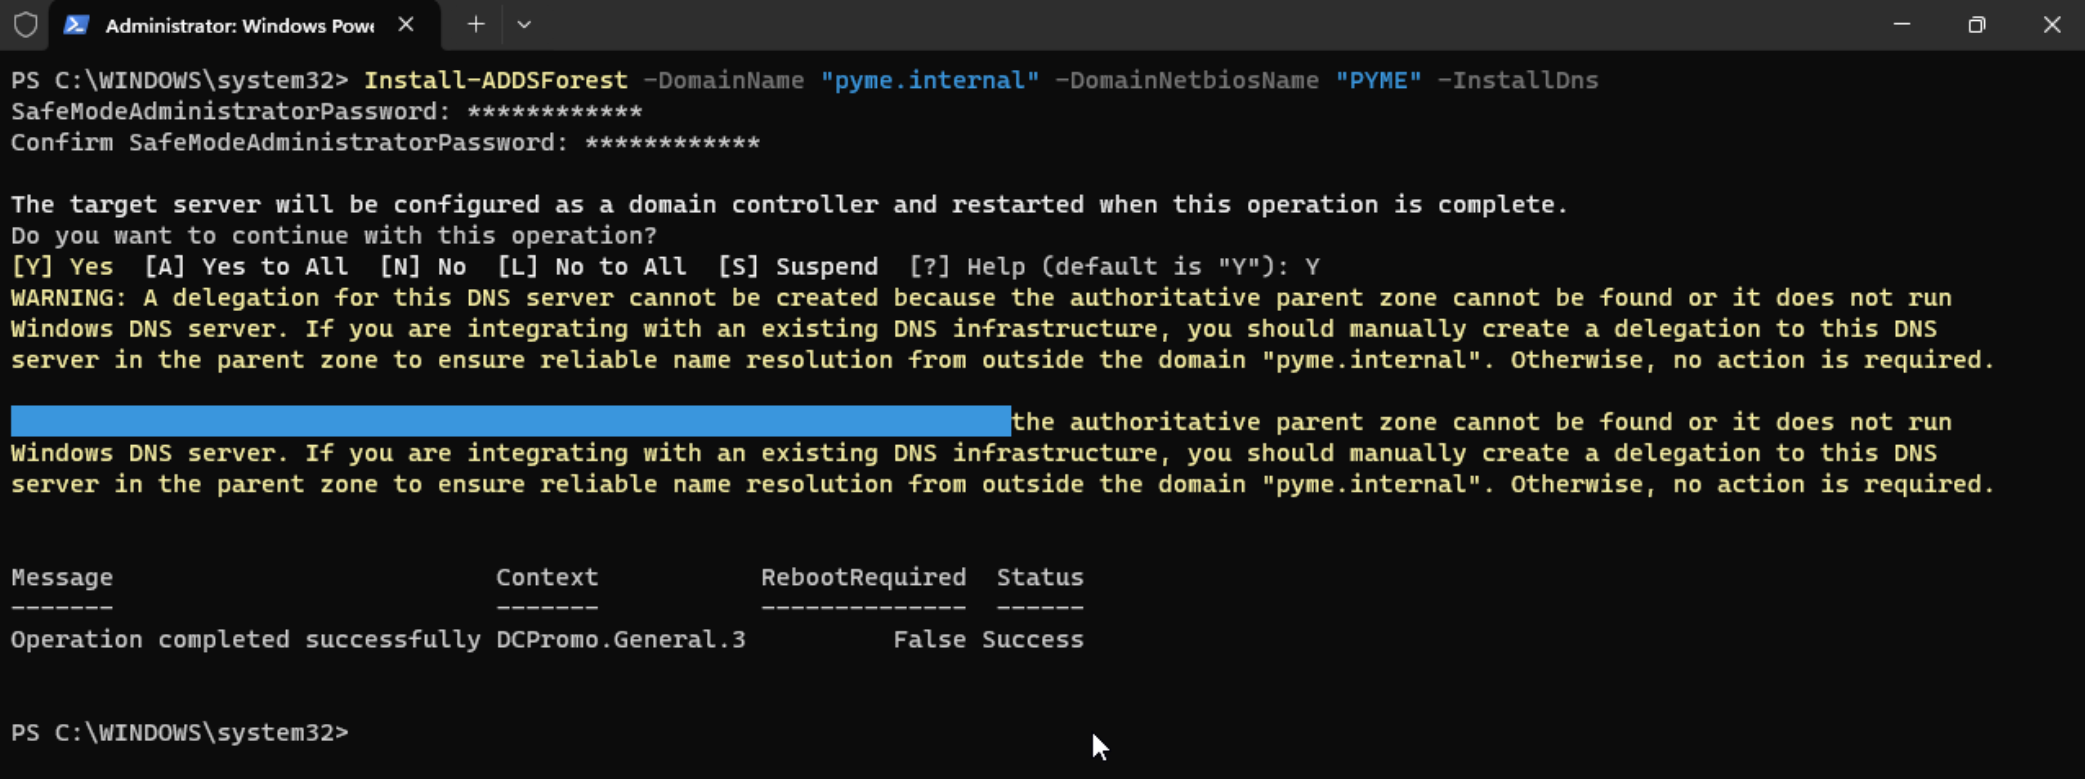 Administrator: Windows Powe
PS C:\WINDOWS\system32> Install-ADDSForest -DomainName "pyme.internal" -DomainNetbiosName "PYME" -InstallDns
SafeModeAdministratorPassword: ************
Confirm SafeModeAdministratorPassword: ************
The target server will be configured as a domain controller and restarted when this operation is complete.
Do you want to continue with this operation?
[Y] Yes  [A] Yes to All  [N] No  [L] No to All  [S] Suspend  [?] Help (default is "Y"): Y
WARNING: A delegation for this DNS server cannot be created because the authoritative parent zone cannot be found or it does not run
Windows DNS server. If you are integrating with an existing DNS infrastructure, you should manually create a delegation to this DNS
server in the parent zone to ensure reliable name resolution from outside the domain "pyme.internal". Otherwise, no action is required.
the authoritative parent zone cannot be found or it does not run
Windows DNS server. If you are integrating with an existing DNS infrastructure, you should manually create a delegation to this DNS
server in the parent zone to ensure reliable name resolution from outside the domain "pyme.internal". Otherwise, no action is required.
Message                          Context           RebootRequired  Status
-------                          -------           --------------  ------
Operation completed successfully DCPromo.General.3          False Success
PS C:\WINDOWS\system32>